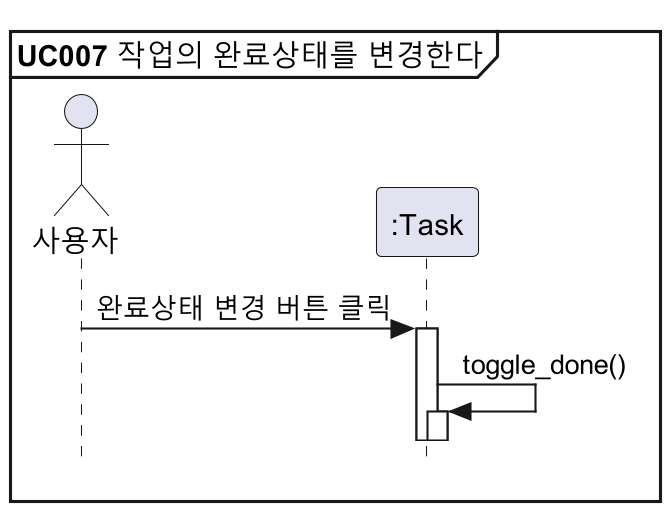 UC007 작업의 완료상태를 변경한다
사용자
:Task
완료상태 변경 버튼 클릭
toggle_done()